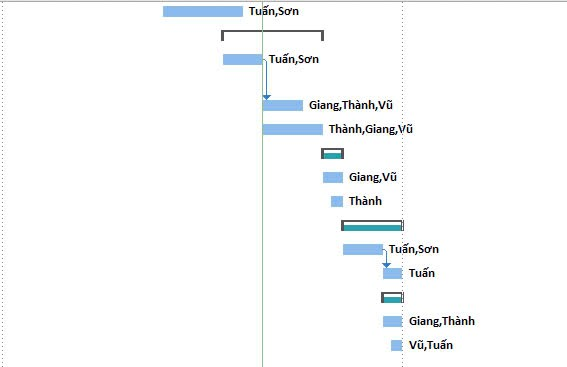 Tuấn,Sơn
Tuấn,Sơn
Giang,Thành,Vũ
Thành,Giang,Vũ
Giang,Vũ
Thành
Tuấn,Sơn
Tuấn
Giang,Thành
Vũ,Tuấn